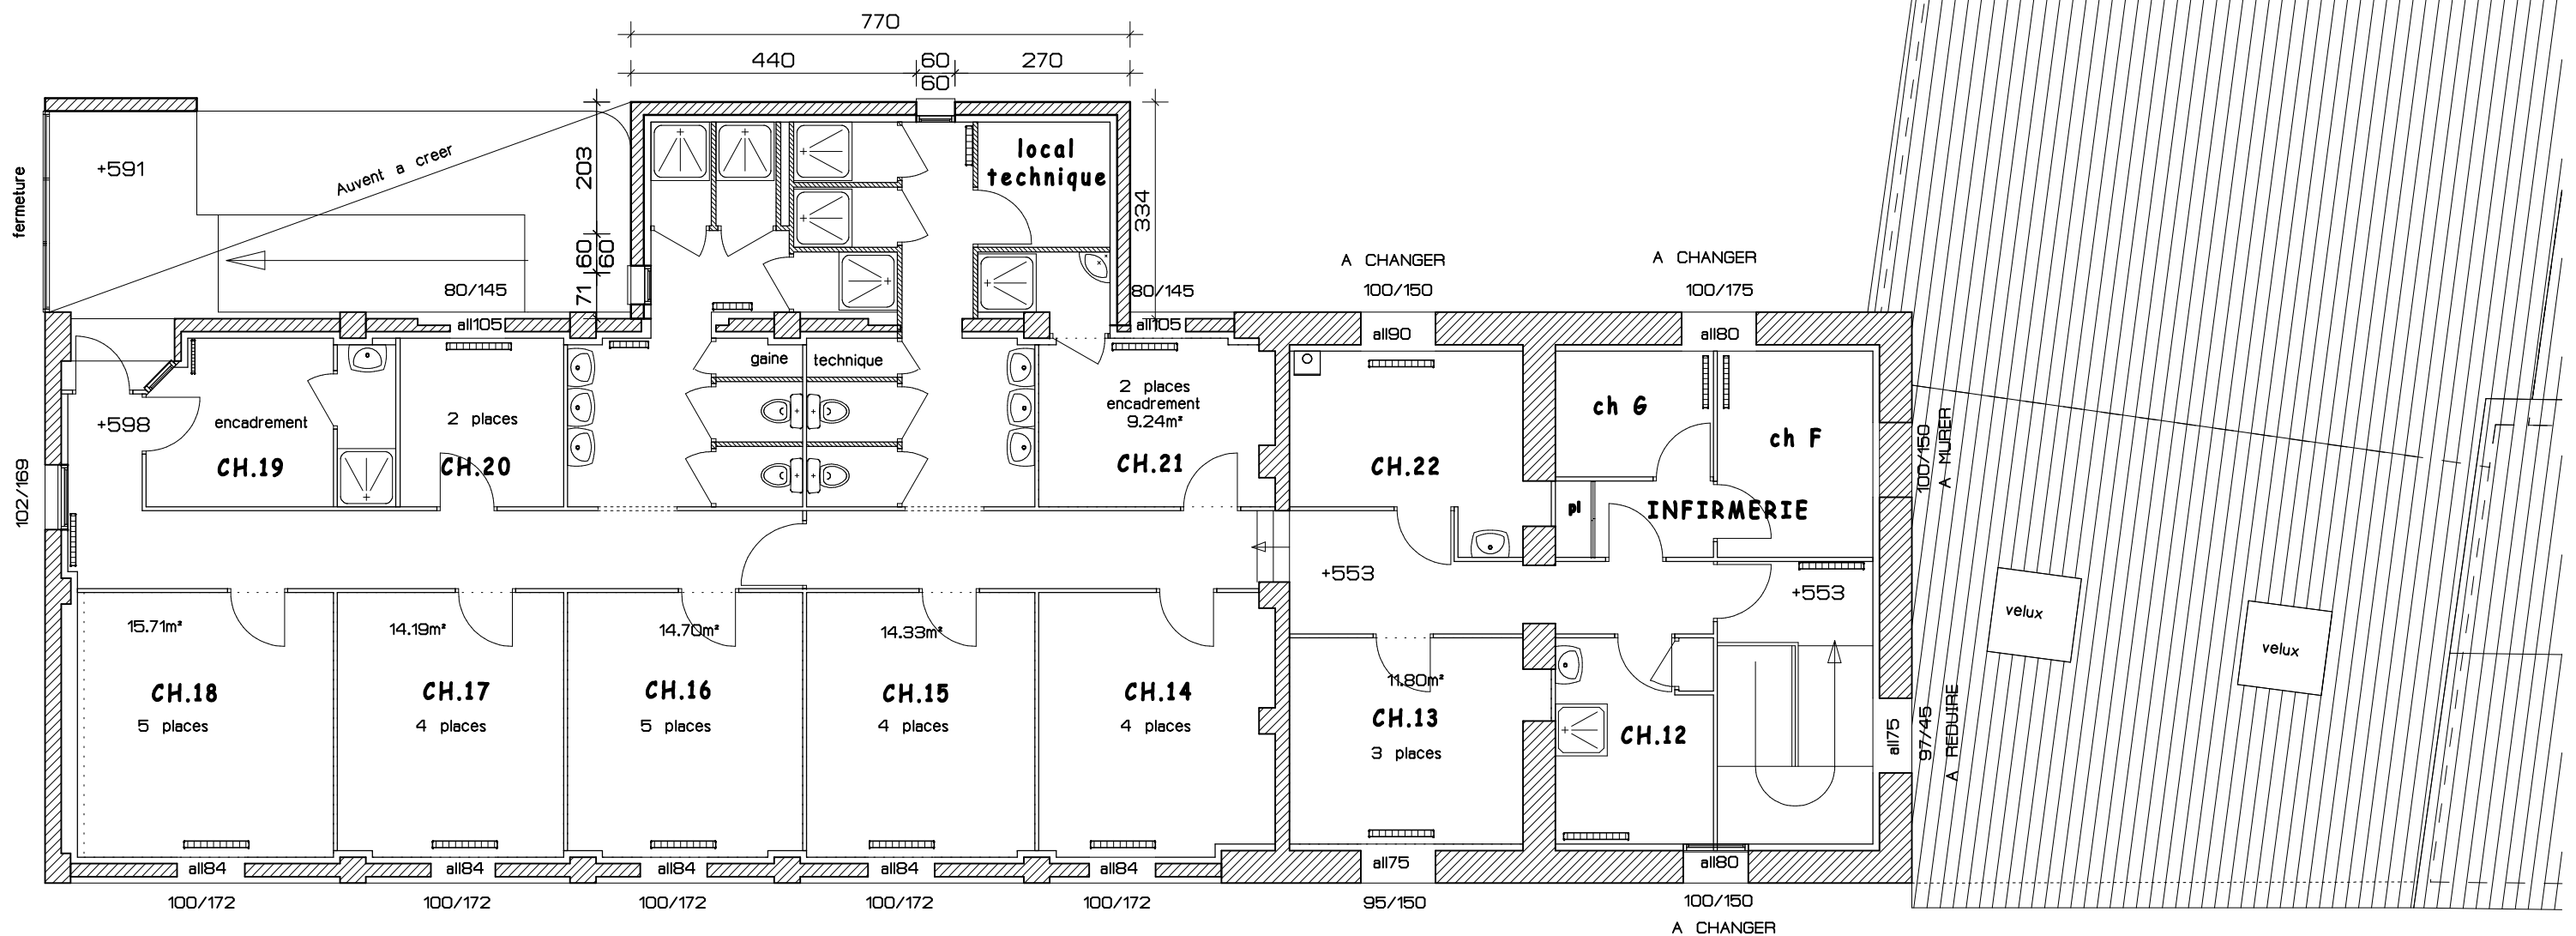 770
440
60
270
60
+591
Auvent a creer
fermeture
203
60
60
71
local
technique
334
80/145
all105
80/145
all105
A CHANGER
100/150
all90
A CHANGER
100/175
all80
gaine
technique
+598
encadrement
CH.19
2 places
CH.20
2 places
encadrement
9.24m²
CH.21
CH.22
ch G
ch F
pl
INFIRMERIE
102/169
100/150
A MURER
+553
+553
velux
velux
15.71m²
CH.18
5 places
14.19m²
CH.17
4 places
14.70m²
CH.16
5 places
14.33m²
CH.15
4 places
CH.14
4 places
11.80m²
CH.13
3 places
CH.12
all75
97/45
A REDUIRE
all84
all84
all84
all84
all84
all75
all80
100/172
100/172
100/172
100/172
100/172
95/150
100/150
A CHANGER